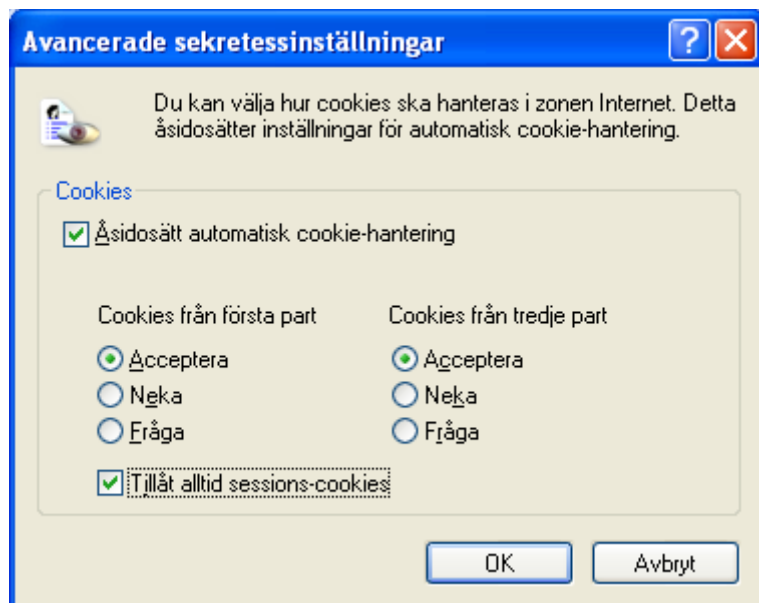 Avancerade sekretessinställningar
Du kan välja hur cookies ska hanteras i zonen Internet. Detta
åsidosätter inställningar för automatisk cookie-hantering.
Cookies
Åsidosätt automatisk cookie-hantering
Cookies från första part Cookies från tredje part
Acceptera Acceptera
Neka Neka
Fråga Fråga
Tillåt alltid sessions-cookies
OK Avbryt